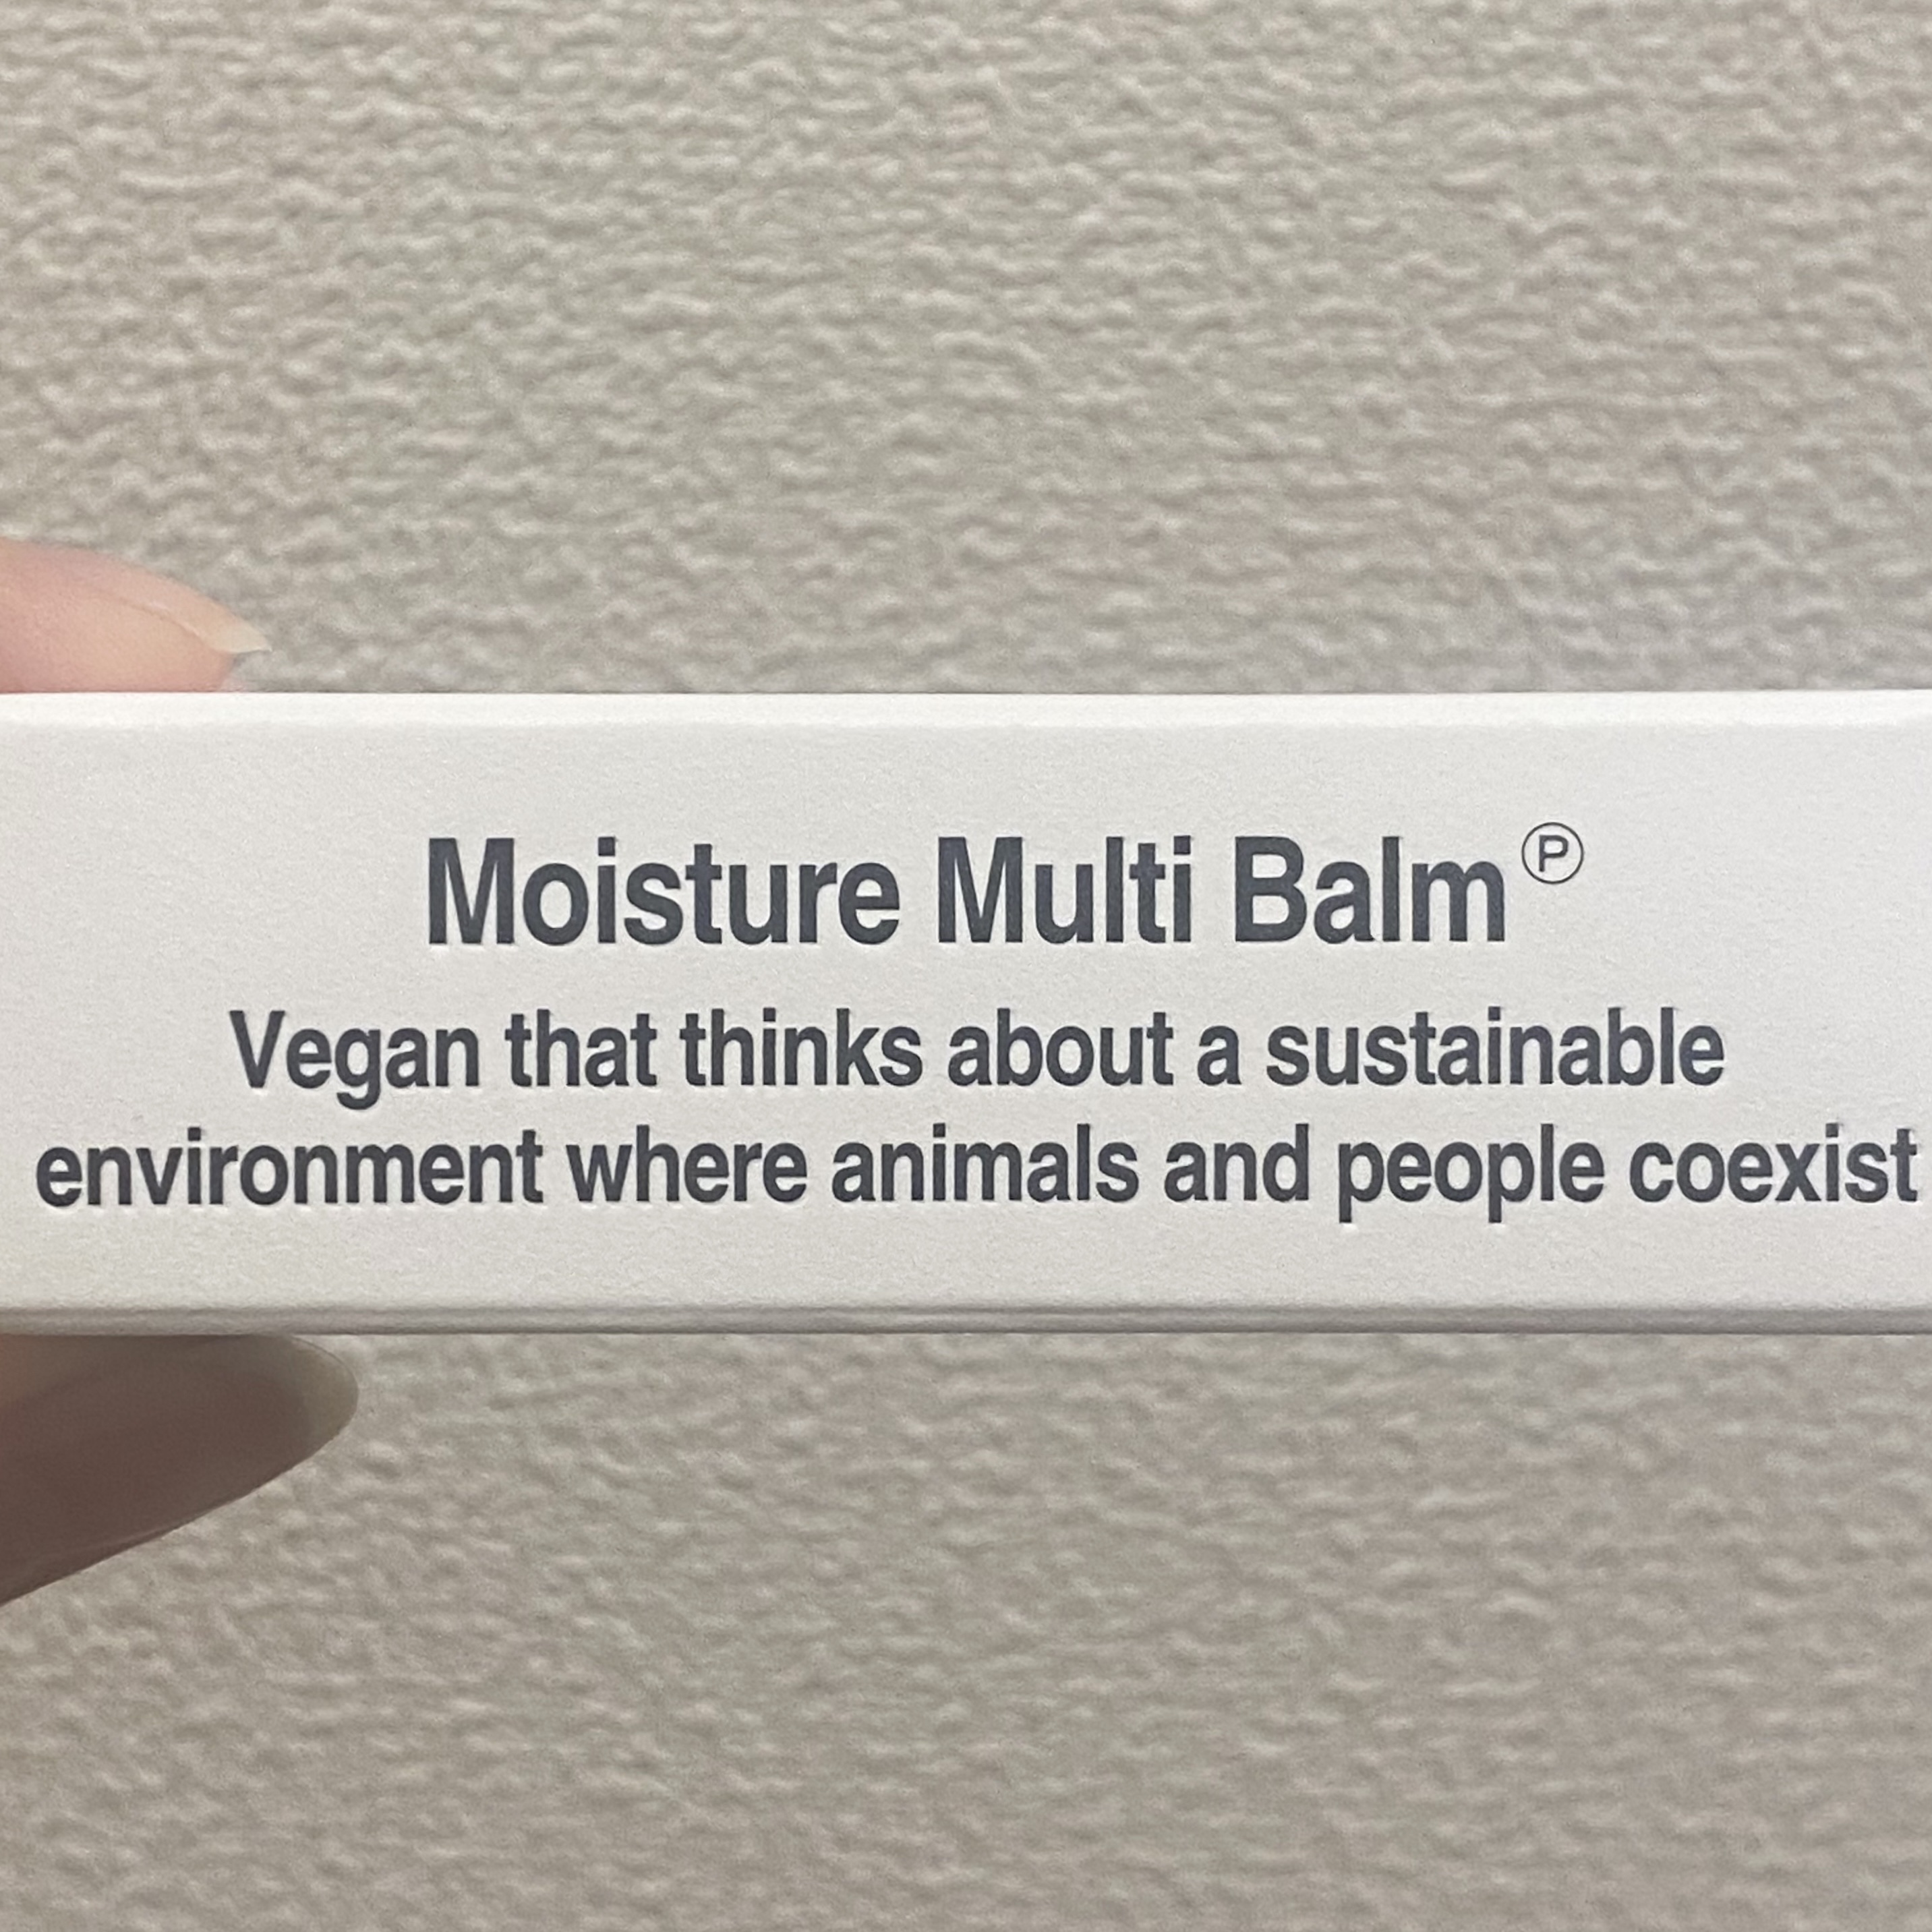 Moisture Multi Balm Ⓟ
Vegan that thinks about a sustainable
environment where animals and people coexist